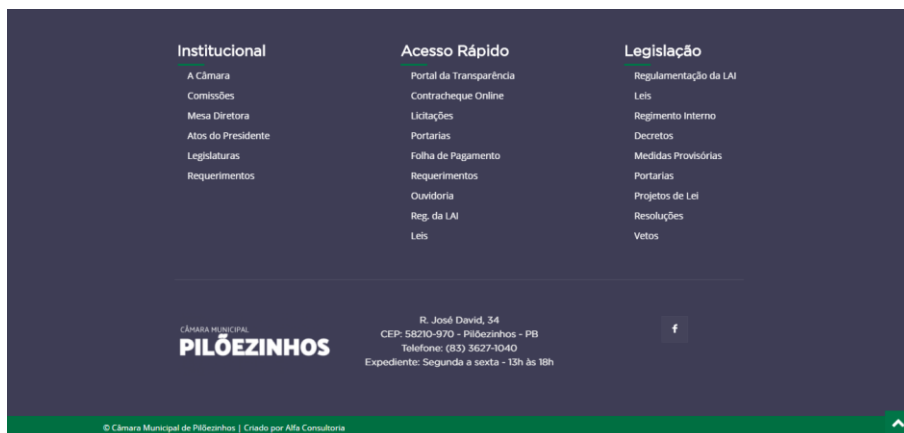 Institucional
A Câmara
Comissões
Mesa Diretora
Atos do Presidente
Legislaturas
Requerimentos
Acesso Rápido
Portal da Transparência
Contracheque Online
Licitações
Portarias
Folha de Pagamento
Requerimentos
Ouvidoria
Reg. da LAI
Leis
Legislação
Regulamentação da LAI
Leis
Regimento Interno
Decretos
Medidas Provisórias
Portarias
Projetos de Lei
Resoluções
Vetos
CÂMARA MUNICIPAL
PILÕEZINHOS
R. José David, 34
CEP: 58210-970 - Pilõezinhos - PB
Telefone: (83) 3627-1040
Expediente: Segunda a sexta - 13h às 18h
f
© Câmara Municipal de Pilõezinhos | Criado por Alfa Consultoria